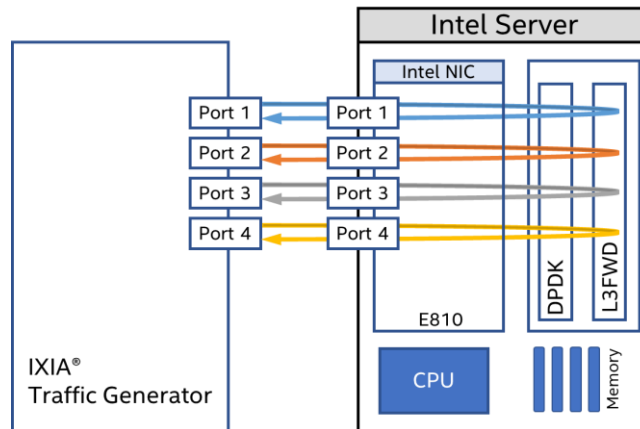 Intel Server
Intel NIC
Port 1
Port 1
Port 2
Port 2
Port 3
Port 3
Port 4
Port 4
DPDK
L3FWD
E810
IXIA®
Traffic Generator
CPU
Memory